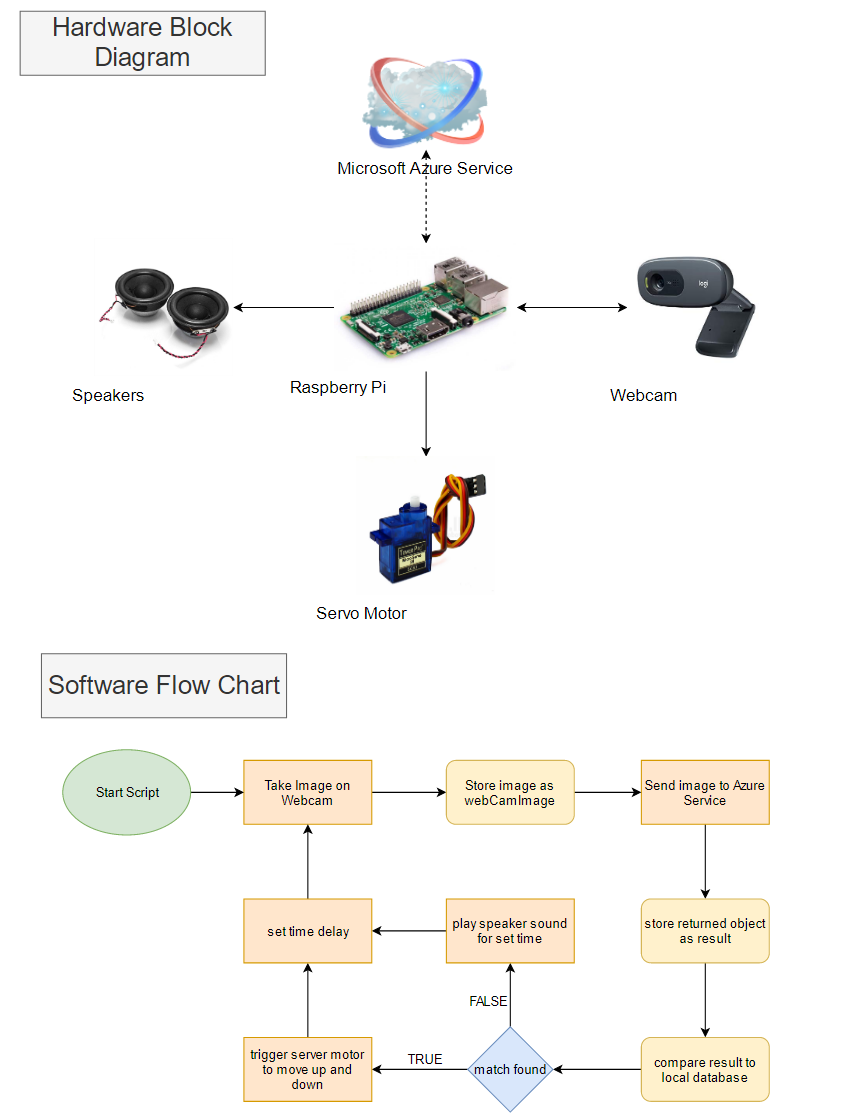 Hardware Block
Diagram
Microsoft Azure Service
logi
Speakers
Raspberry Pi
Webcam
Servo Motor
Software Flow Chart
Start Script
Take Image on
Webcam
Store image as
webCamImage
Send image to Azure
Service
set time delay
play speaker sound
for set time
store returned object
as result
FALSE
trigger server motor
to move up and
down
TRUE
match found
compare result to
local database